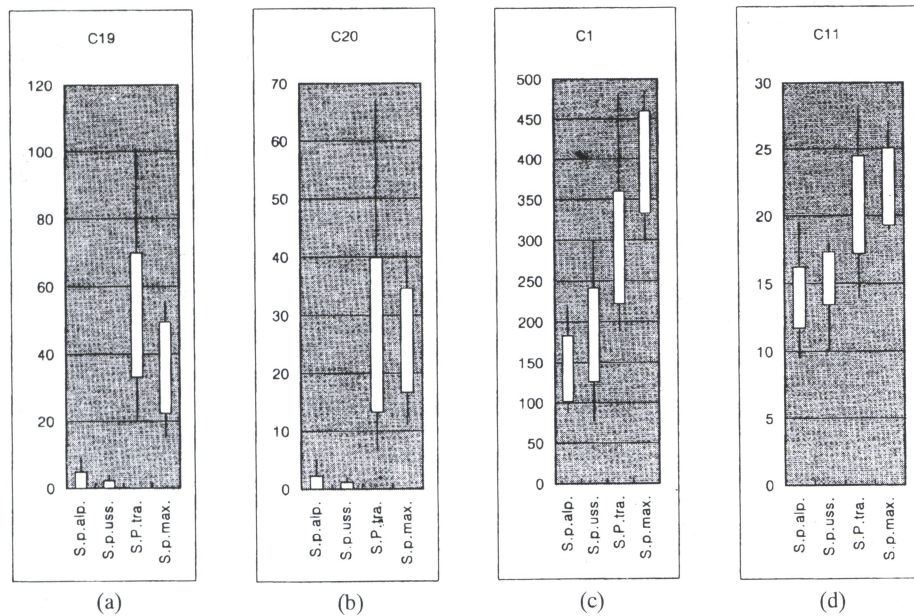 C19
120
100
80
60
40
20
0
S.p.alp.
S.p.uss.
S.P.tra.
S.p.max.
(a)
C20
70
60
50
40
30
20
10
0
S.p.alp.
S.p.uss.
S.P.tra.
S.p.max.
(b)
C1
500
450
400
350
300
250
200
150
100
50
0
S.p.alp.
S.p.uss.
S.P.tra.
S.p.max.
(c)
C11
30
25
20
15
10
5
0
S.p.alp.
S.p.uss.
S.P.tra.
S.p.max.
(d)